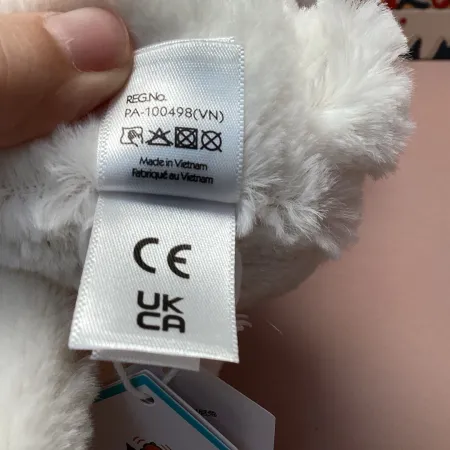 REG.No.
PA-100498(VN)
Made in Vietnam
Fabriqué au Vietnam
CE
UK
CA